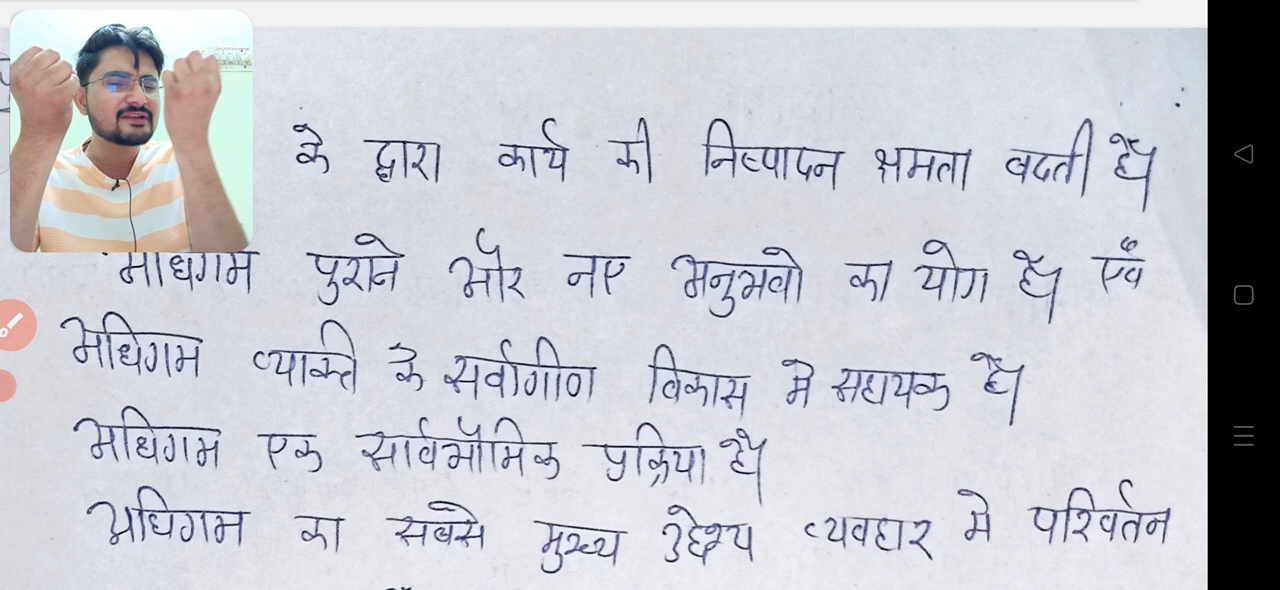 के द्वारा कार्य की निष्पादन क्षमता बढती है।
अधिगम पुराने और नए अनुभवो का योग है। एवं
अधिगम व्यक्ति के सर्वागीण विकास मे सहायक है।
अधिगम एक सार्वभौमिक प्रक्रिया है।
अधिगम का सबसे मुख्य उद्देश्य व्यवहार मे परिवर्तन